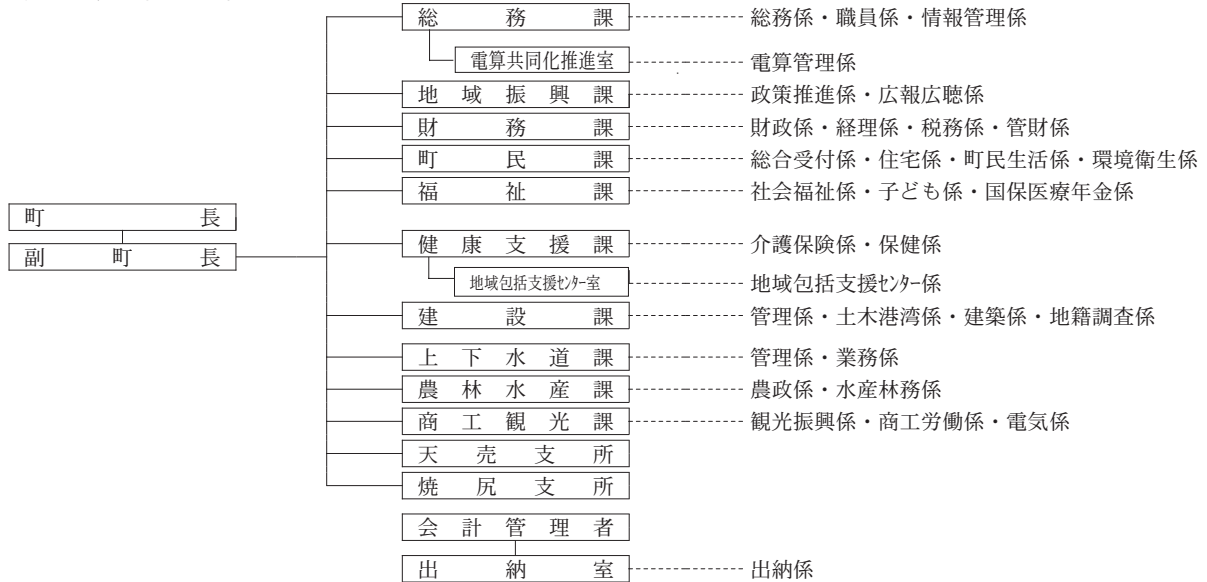 総務課 総務係・職員係・情報管理係
電算共同化推進室 電算管理係
地域振興課 政策推進係・広報広聴係
財務課 財政係・経理係・税務係・管財係
町民課 総合受付係・住宅係・町民生活係・環境衛生係
福祉課 社会福祉係・子ども係・国保医療年金係
町長
副町長
健康支援課 介護保険係・保健係
地域包括支援ｾﾝﾀｰ室 地域包括支援ｾﾝﾀｰ係
建設課 管理係・土木港湾係・建築係・地籍調査係
上下水道課 管理係・業務係
農林水産課 農政係・水産林務係
商工観光課 観光振興係・商工労働係・電気係
天売支所
焼尻支所
会計管理者
出納室 出納係